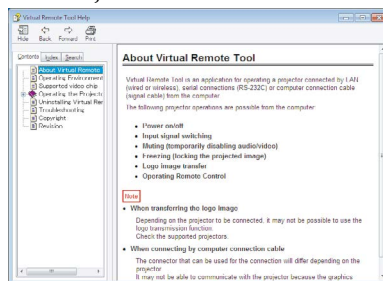 Virtual Remote Tool Help
Hide Back Forward Print
Contents Index Search
About Virtual Remote
Operating Environment
Supported video chip
Operating the Projecto
Uninstalling Virtual Rer
Troubleshooting
Copyright
Revision
About Virtual Remote Tool
Virtual Remote Tool is an application for operating a projector connected by LAN
(wired or wireless), serial connections (RS-232C) or computer connection cable
(signal cable) from the computer.
The following projector operations are possible from the computer
• Power on/off
• Input signal switching
• Muting (temporarily disabling audio/video)
• Freezing (locking the projected image)
• Logo image transfer
• Operating Remote Control
Note
• When transferring the logo image
Depending on the projector to be connected, it may not be possible to use the
logo transmission function.
Check the supported projectors.
• When connecting by computer connection cable
The connector that can be used for the connection will differ depending on the
projector
It may not be able to communicate with the projector because the graphics